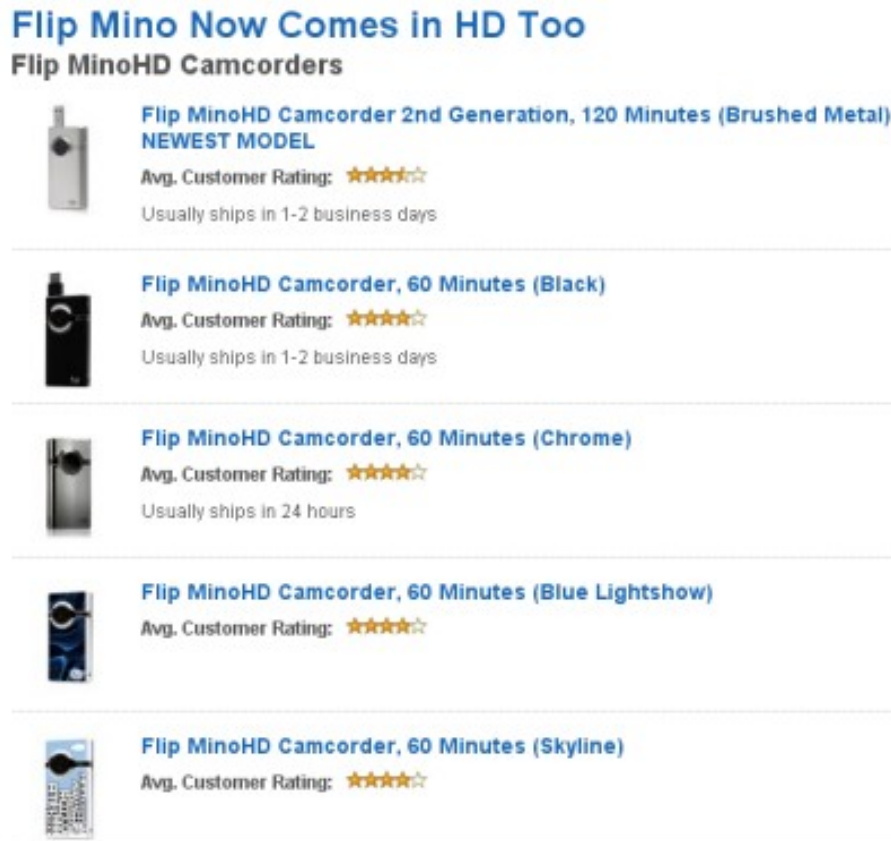 Flip Mino Now Comes in HD Too
Flip MinoHD Camcorders
Flip MinoHD Camcorder 2nd Generation, 120 Minutes (Brushed Metal)
NEWEST MODEL
Avg. Customer Rating:
Usually ships in 1-2 business days
Flip MinoHD Camcorder, 60 Minutes (Black)
Avg. Customer Rating:
Usually ships in 1-2 business days
Flip MinoHD Camcorder, 60 Minutes (Chrome)
Avg. Customer Rating:
Usually ships in 24 hours
Flip MinoHD Camcorder, 60 Minutes (Blue Lightshow)
Avg. Customer Rating:
Flip MinoHD Camcorder, 60 Minutes (Skyline)
Avg. Customer Rating: